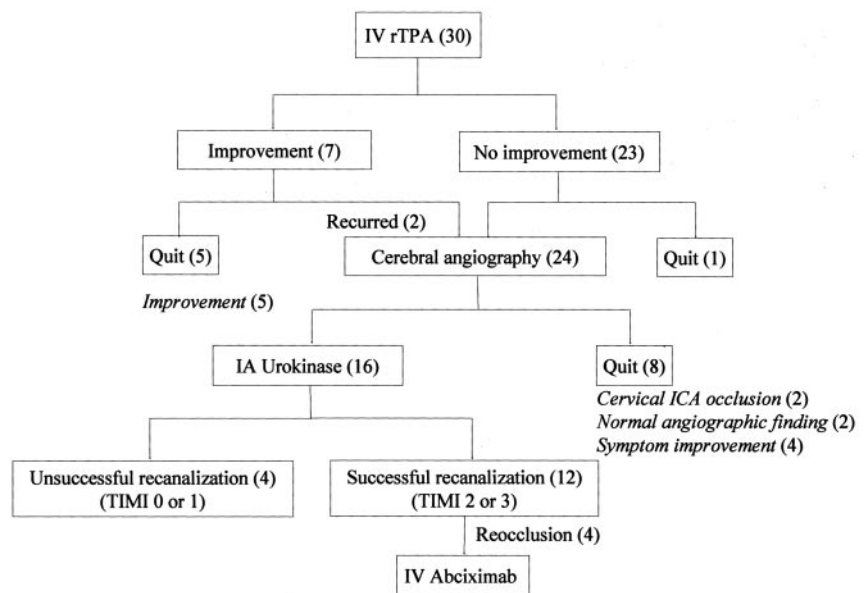 IV rTPA (30)
Improvement (7)
No improvement (23)
Recurred (2)
Quit (5)
Cerebral angiography (24)
Quit (1)
Improvement (5)
IA Urokinase (16)
Quit (8)
Cervical ICA occlusion (2)
Normal angiographic finding (2)
Symptom improvement (4)
Unsuccessful recanalization (4)
(TIMI 0 or 1)
Successful recanalization (12)
(TIMI 2 or 3)
Reocclusion (4)
IV Abciximab